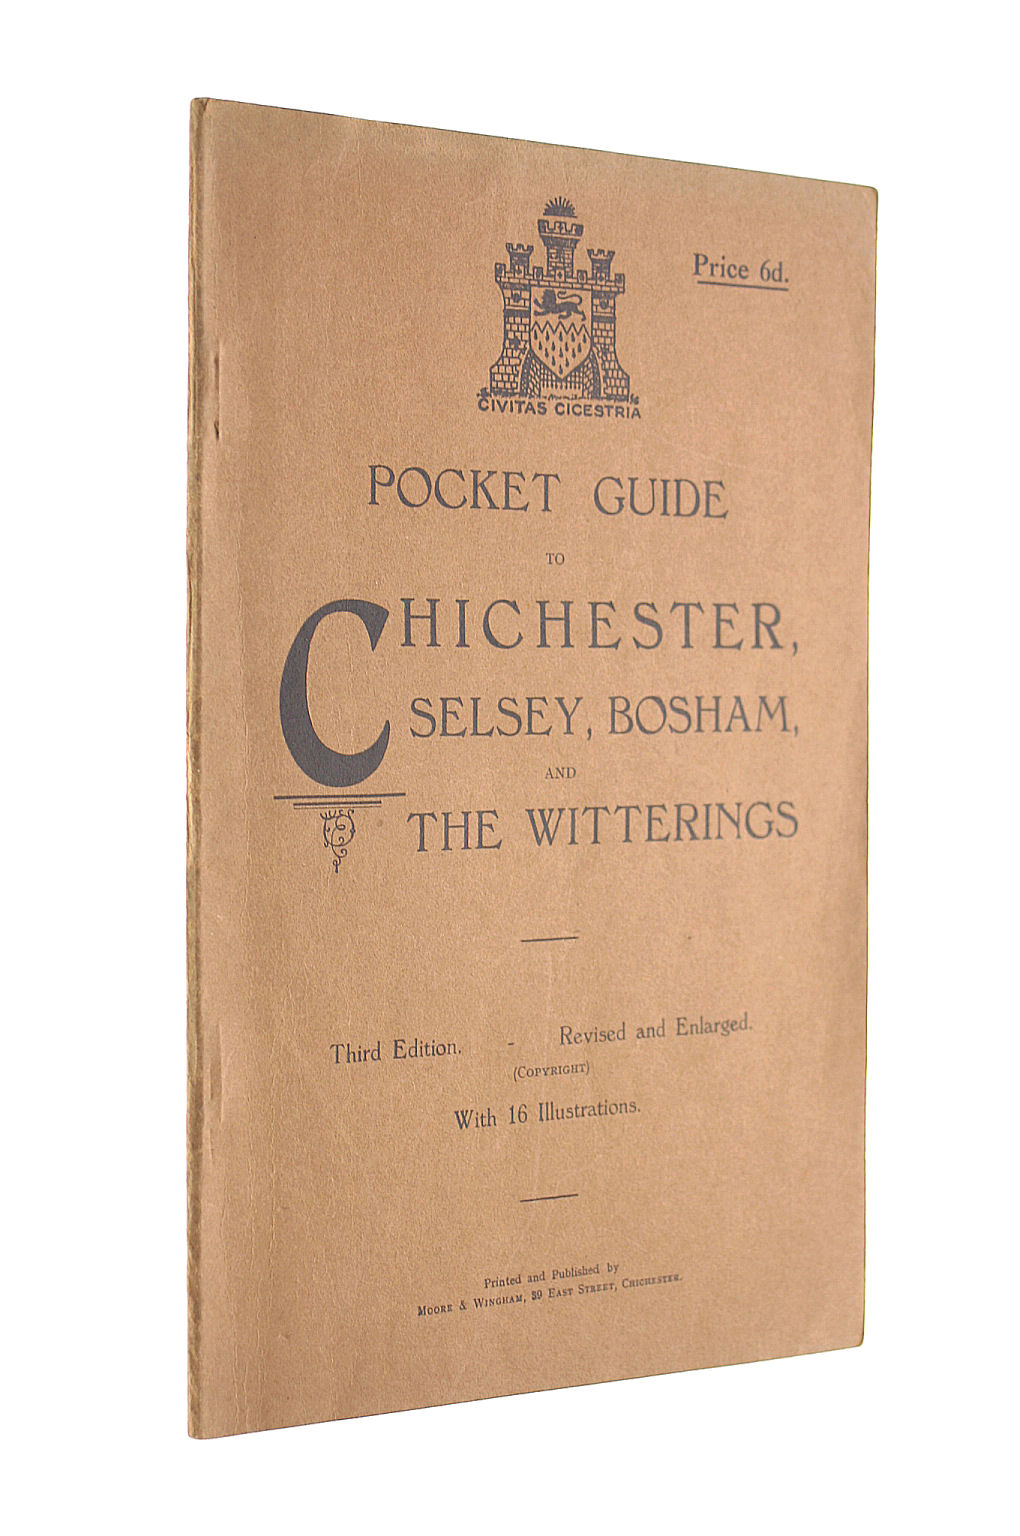 Price 6d.
CIVITAS CICESTRIA
POCKET GUIDE
TO
CHICHESTER,
SELSEY, BOSHAM,
AND
THE WITTERINGS
Third Edition. - Revised and Enlarged.
(COPYRIGHT)
With 16 Illustrations.
Printed and Published by
MOORE & WINGHAM, 39 EAST STREET, CHICHESTER.